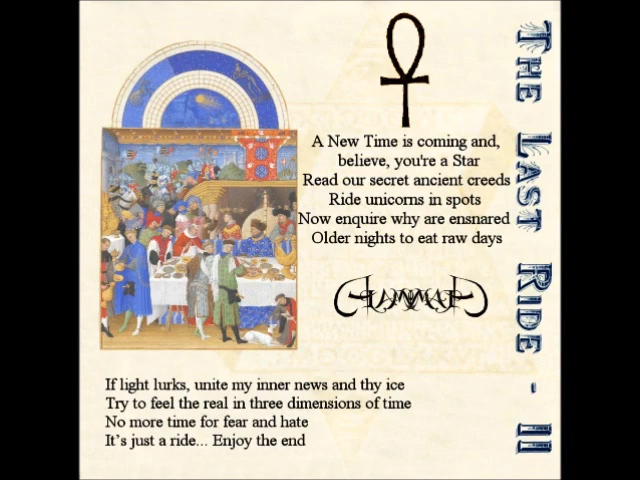 A New Time is coming and,
believe, you're a Star
Read our secret ancient creeds
Ride unicorns in spots
Now enquire why are ensnared
Older nights to eat raw days
The Last Ride - II
If light lurks, unite my inner news and thy ice
Try to feel the real in three dimensions of time
No more time for fear and hate
It’s just a ride... Enjoy the end